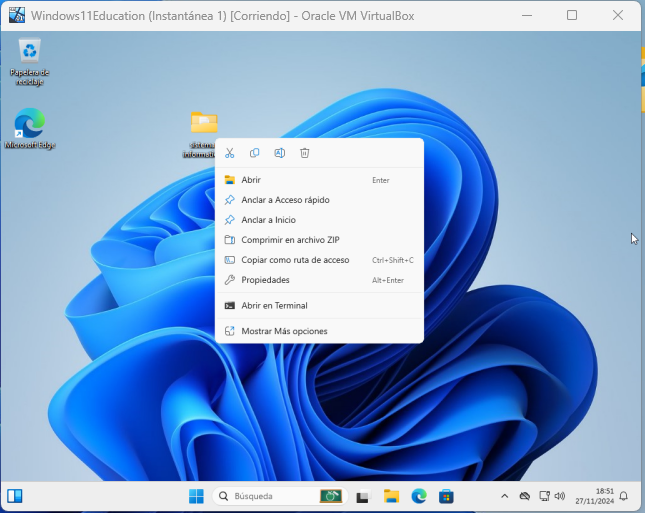 Windows11Education (Instantánea 1) [Corriendo] - Oracle VM VirtualBox
Papelera de
reciclaje
Microsoft Edge
sistema
informatic
Abrir Enter
Anclar a Acceso rápido
Anclar a Inicio
Comprimir en archivo ZIP
Copiar como ruta de acceso Ctrl+Shift+C
Propiedades Alt+Enter
Abrir en Terminal
Mostrar Más opciones
Búsqueda
18:51
27/11/2024